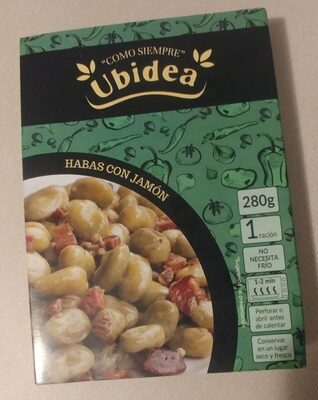 "COMO SIEMPRE"
Ubidea
HABAS CON JAMÓN
280g
1
ración
NO
NECESITA
FRÍO
1-2 min
Perforar o
abrir antes
de calentar
Conservar
en un lugar
seco y fresco